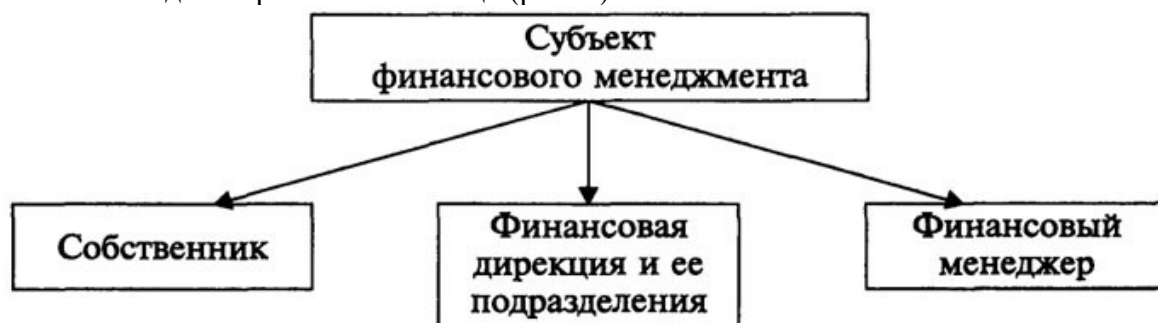 Субъект
финансового менеджмента
Собственник
Финансовая
дирекция и ее
подразделения
Финансовый
менеджер